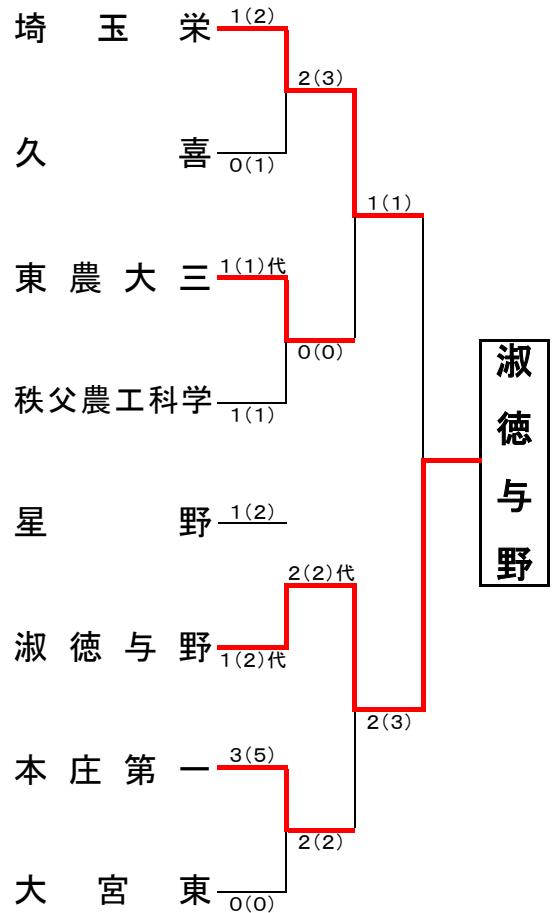 埼玉栄
1(2)
2(3)
久喜
0(1)
1(1)
東農大三
1(1)代
0(0)
秩父農工科学
1(1)
淑徳与野
星野
1(2)
2(2)代
淑徳与野
1(2)代
2(3)
本庄第一
3(5)
2(2)
大宮東
0(0)